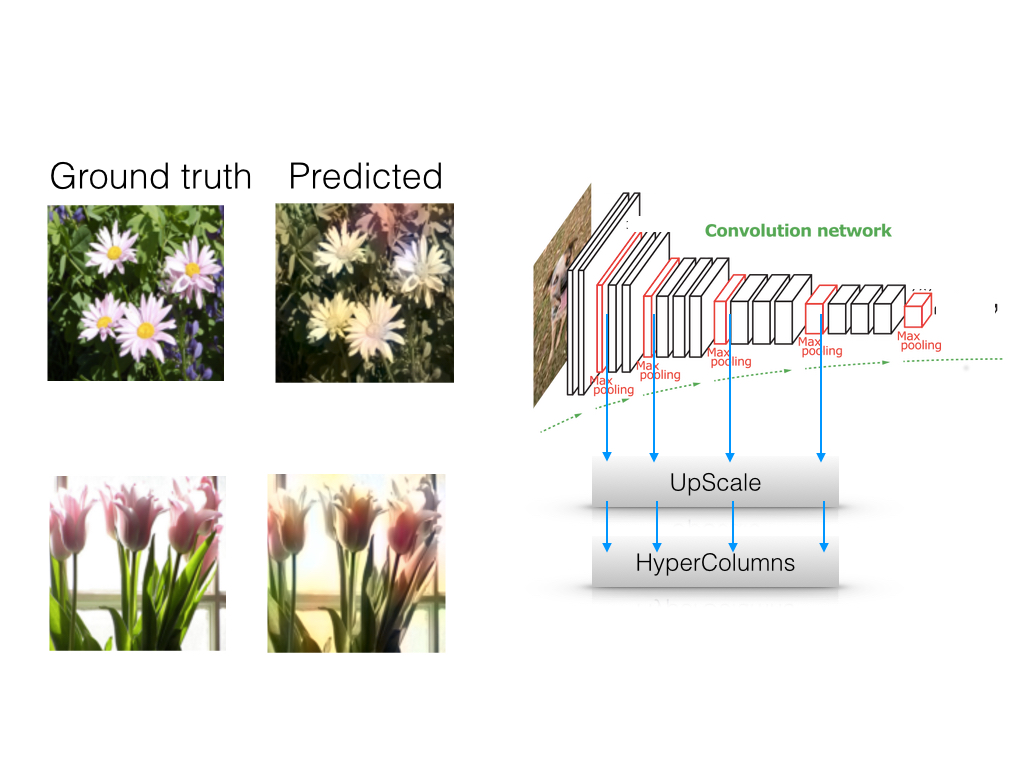 Ground truth
Predicted
Convolution network
Max
pooling
Max
pooling
Max
pooling
Max
pooling
Max
pooling
UpScale
HyperColumns